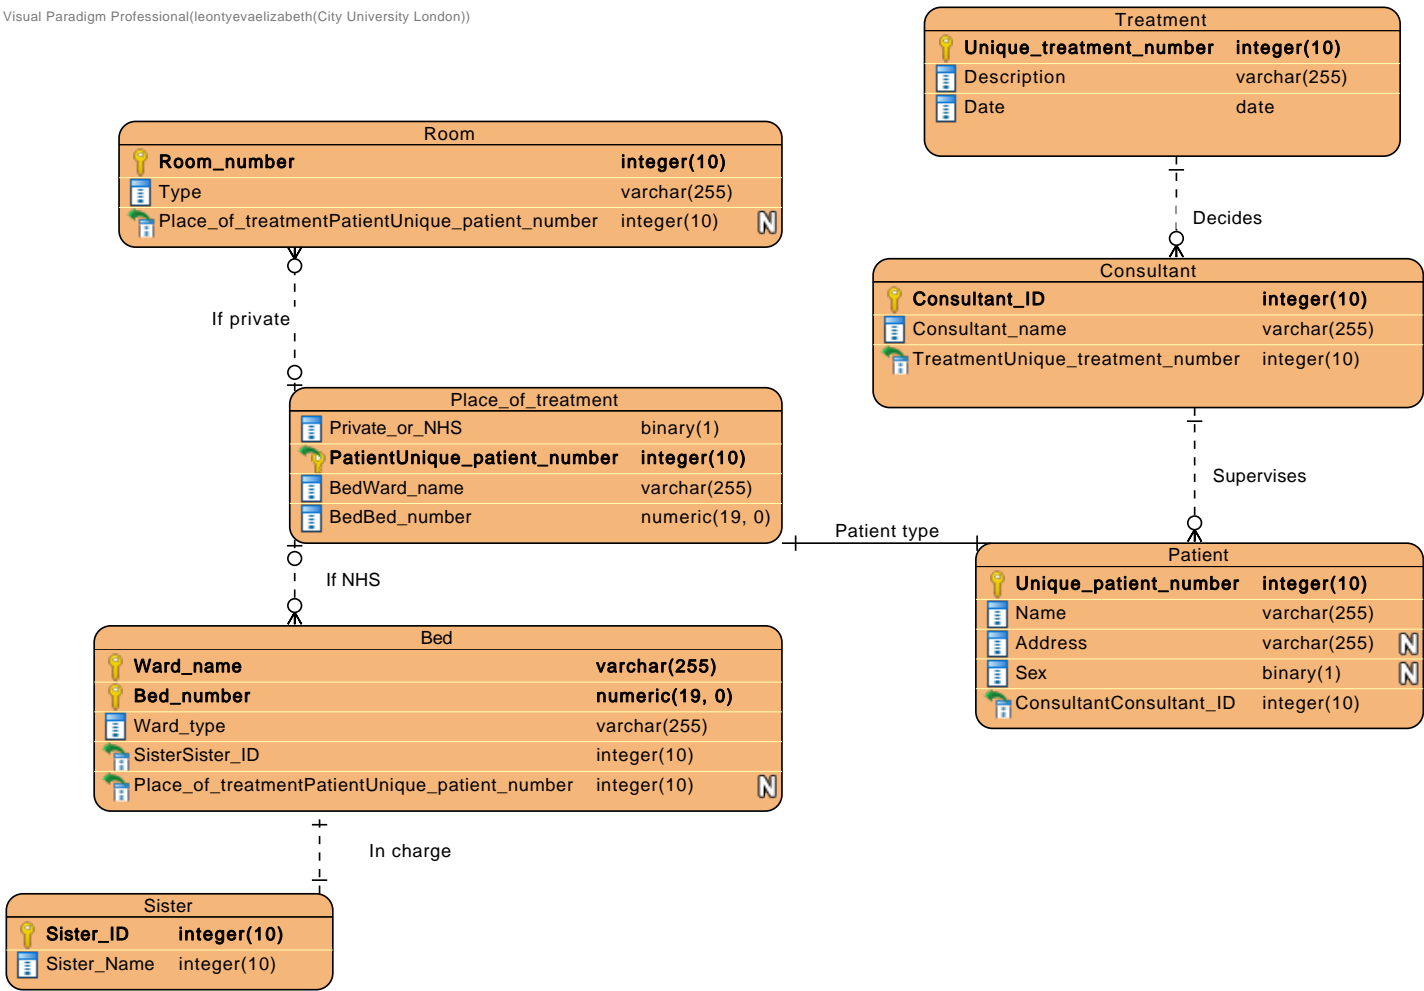 Visual Paradigm Professional(leontyevaelizabeth(City University London))
Treatment
Unique_treatment_number integer(10)
Description varchar(255)
Date date
Room
Room_number integer(10)
Type varchar(255)
Place_of_treatmentPatientUnique_patient_number integer(10) N
Decides
Consultant
Consultant_ID integer(10)
Consultant_name varchar(255)
TreatmentUnique_treatment_number integer(10)
If private
Place_of_treatment
Private_or_NHS binary(1)
PatientUnique_patient_number integer(10)
BedWard_name varchar(255)
BedBed_number numeric(19, 0)
Supervises
Patient type
Patient
Unique_patient_number integer(10)
Name varchar(255)
Address varchar(255) N
Sex binary(1) N
ConsultantConsultant_ID integer(10)
If NHS
Bed
Ward_name varchar(255)
Bed_number numeric(19, 0)
Ward_type varchar(255)
SisterSister_ID integer(10)
Place_of_treatmentPatientUnique_patient_number integer(10) N
In charge
Sister
Sister_ID integer(10)
Sister_Name integer(10)